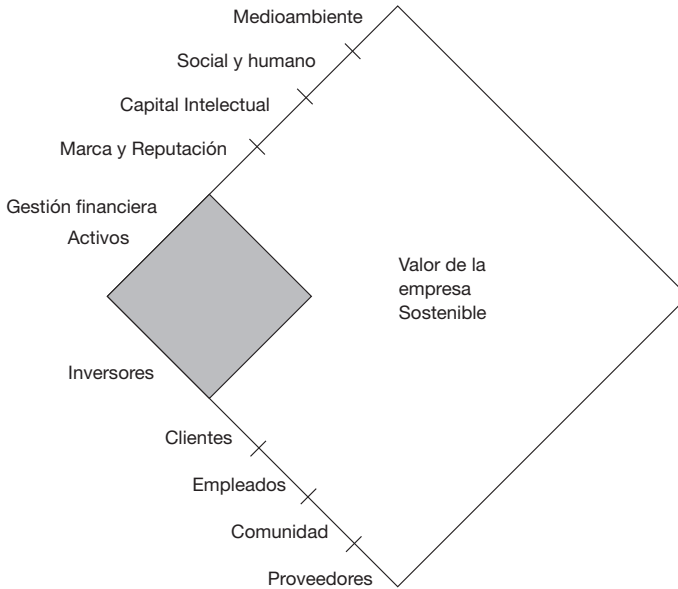 Medioambiente
Social y humano
Capital Intelectual
Marca y Reputación
Gestión financiera
Activos
Valor de la
empresa
Sostenible
Inversores
Clientes
Empleados
Comunidad
Proveedores